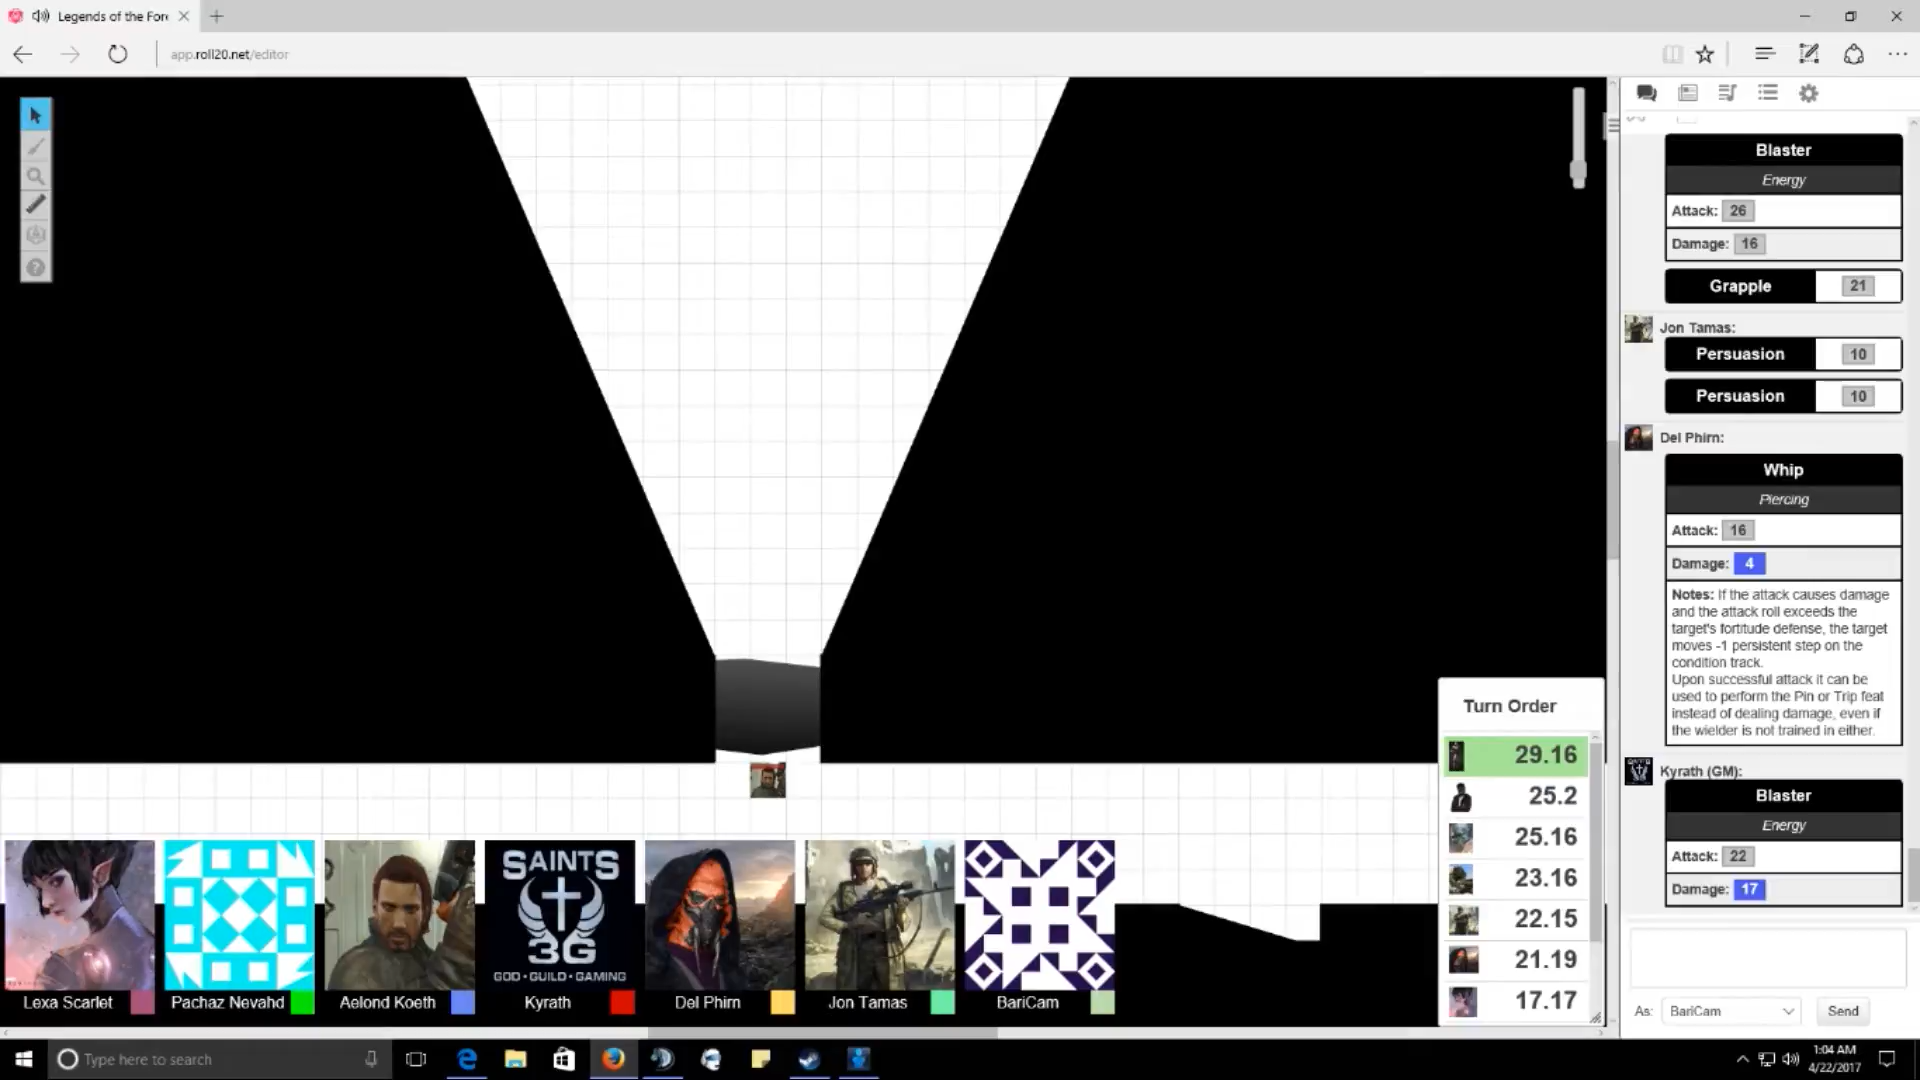 Legends of the For
app.roll20.net/editor
Blaster
Energy
Attack: 26
Damage: 16
Grapple 21
Jon Tamas:
Persuasion 10
Persuasion 10
Del Phirn:
Whip
Piercing
Attack: 16
Damage: 4
Notes: If the attack causes damage
and the attack roll exceeds the
target's fortitude defense, the target
moves -1 persistent step on the
condition track.
Upon successful attack it can be
used to perform the Pin or Trip feat
instead of dealing damage, even if
the wielder is not trained in either.
Kyrath (GM):
Blaster
Energy
Attack: 22
Damage: 17
As: BariCam Send
Turn Order
29.16
25.2
25.16
23.16
22.15
21.19
17.17
SAINTS
3G
GOD • GUILD • GAMING
Lexa Scarlet Pachaz Nevahd Aelond Koeth Kyrath Del Phirn Jon Tamas BariCam
Type here to search
1:04 AM
4/22/2017